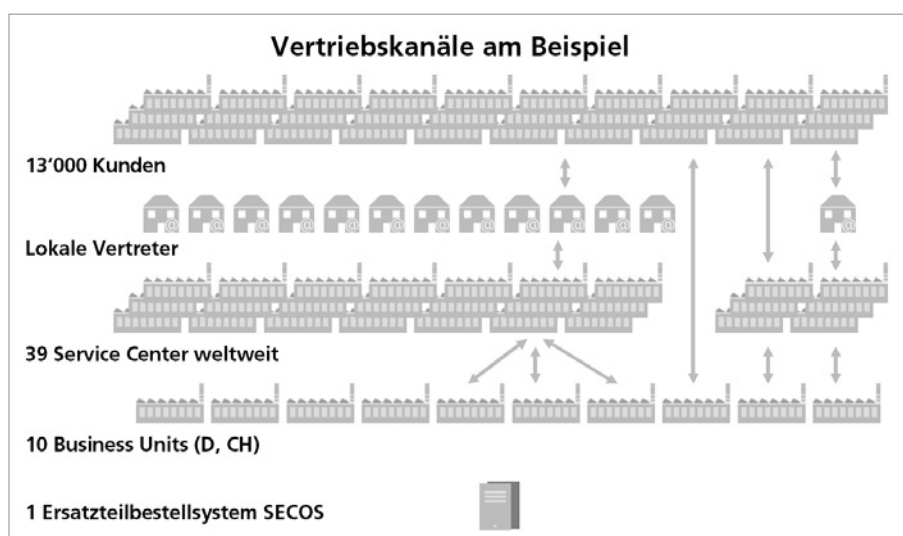 Vertriebskanäle am Beispiel
13’000 Kunden
@ @ @ @ @ @ @ @ @ @ @ @ @
Lokale Vertreter
39 Service Center weltweit
10 Business Units (D, CH)
1 Ersatzteilbestellsystem SECOS